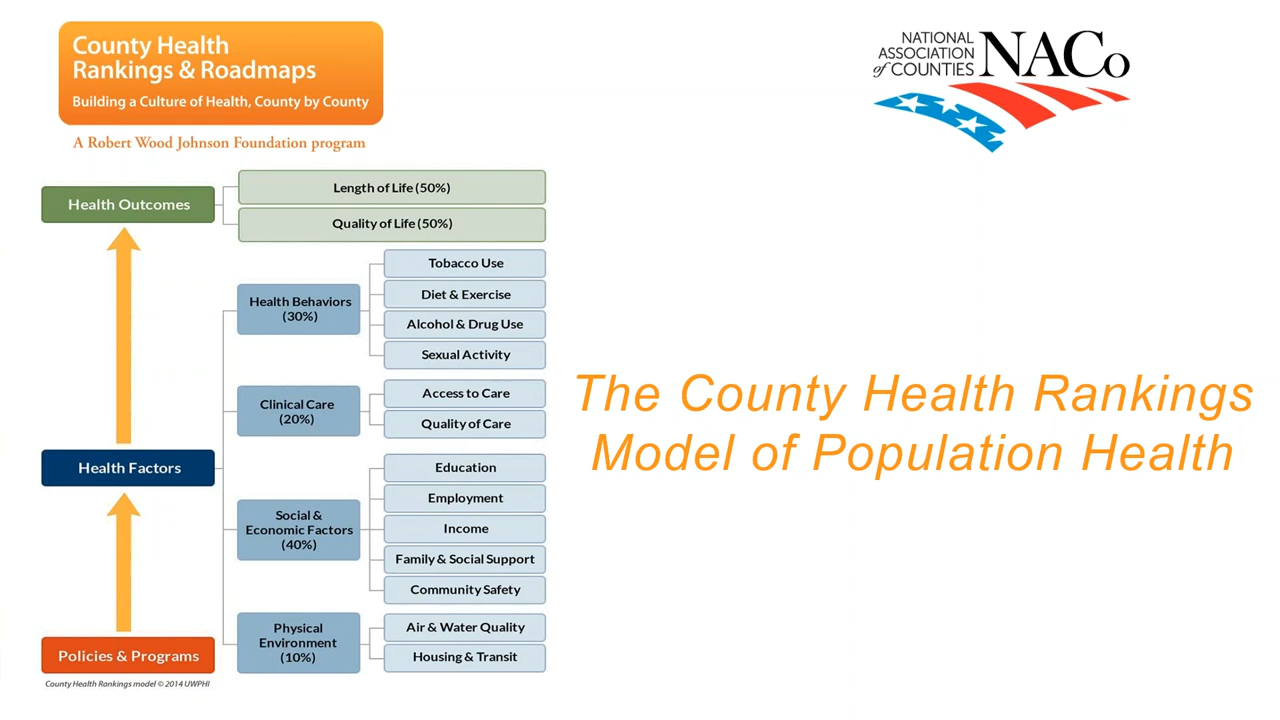 County Health
Rankings & Roadmaps
Building a Culture of Health, County by County
A Robert Wood Johnson Foundation program
NATIONAL
ASSOCIATION
of COUNTIES
NACo
Health Outcomes
Length of Life (50%)
Quality of Life (50%)
Health Behaviors
(30%)
Tobacco Use
Diet & Exercise
Alcohol & Drug Use
Sexual Activity
Clinical Care
(20%)
Access to Care
Quality of Care
Health Factors
Social &
Economic Factors
(40%)
Education
Employment
Income
Family & Social Support
Community Safety
Physical
Environment
(10%)
Air & Water Quality
Housing & Transit
Policies & Programs
County Health Rankings model © 2014 UWPHI
The County Health Rankings
Model of Population Health